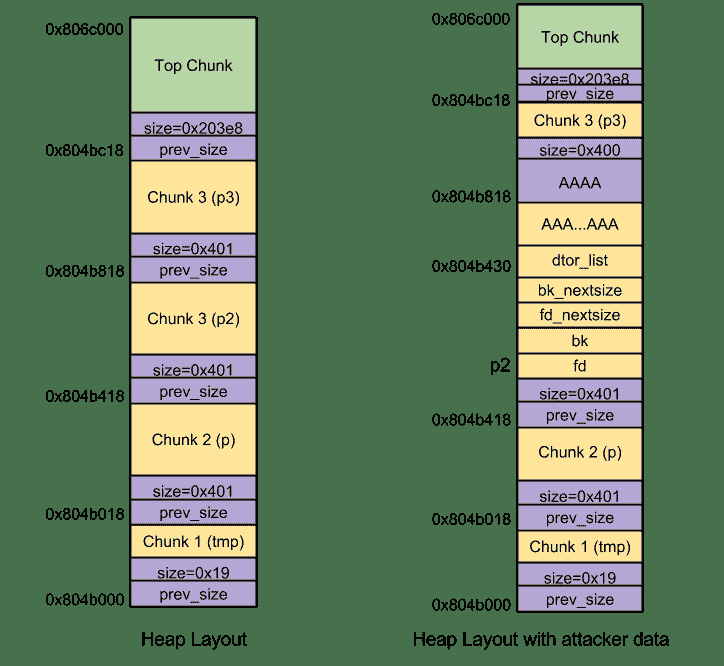 0x806c000
Top Chunk
size=0x203e8
0x804bc18
prev_size
Chunk 3 (p3)
size=0x401
0x804b818
prev_size
Chunk 3 (p2)
size=0x401
0x804b418
prev_size
Chunk 2 (p)
size=0x401
0x804b018
prev_size
Chunk 1 (tmp)
size=0x19
0x804b000
prev_size
Heap Layout
0x806c000
Top Chunk
size=0x203e8
prev_size
0x804bc18
Chunk 3 (p3)
size=0x400
AAAA
0x804b818
AAA...AAA
dtor_list
0x804b430
bk_nextsize
fd_nextsize
bk
p2
fd
size=0x401
prev_size
0x804b418
Chunk 2 (p)
size=0x401
0x804b018
prev_size
Chunk 1 (tmp)
size=0x19
prev_size
0x804b000
Heap Layout with attacker data